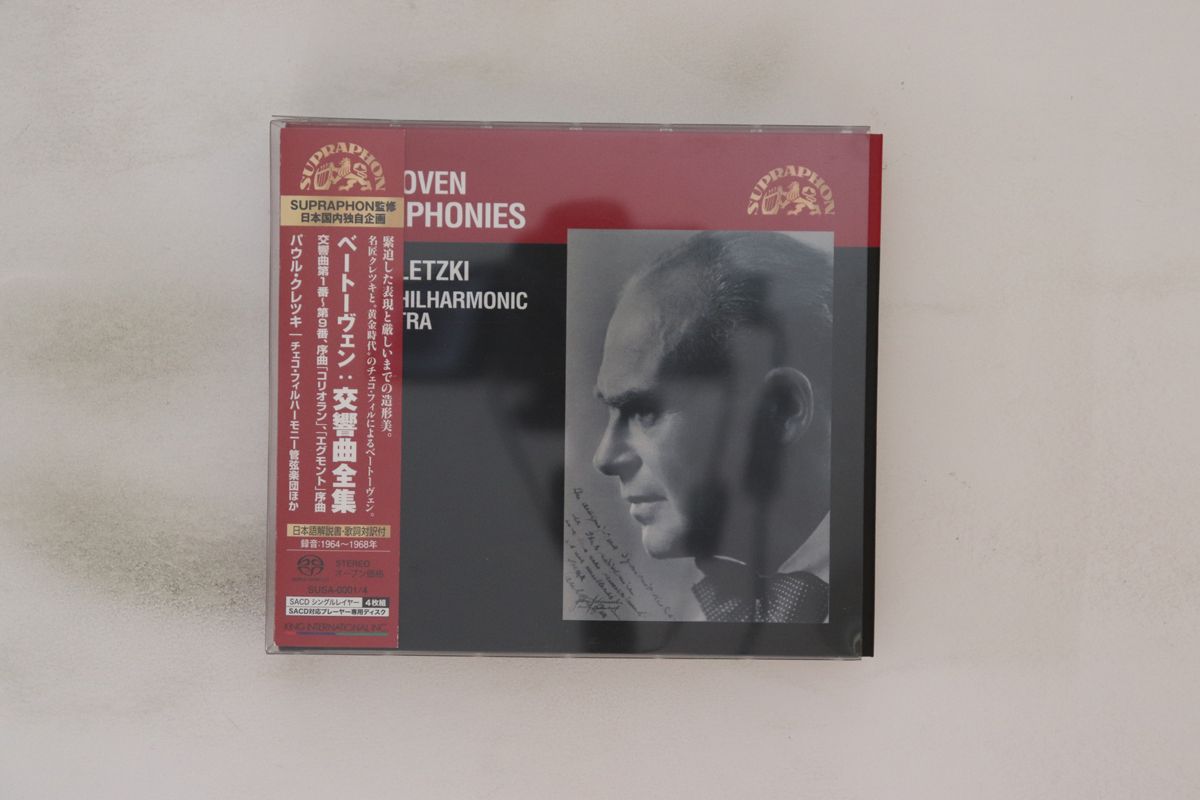 SUPRAPHON
SUPRAPHON監修
日本国内独自企画
緊迫した表現と厳しいまでの造形美。
名匠クレツキと“黄金時代”のチェコ・フィルによるベートーヴェン。
ベートーヴェン:交響曲全集
交響曲第1番〜第9番、序曲「コリオラン」、「エグモント」序曲
パウル・クレツキ|チェコ・フィルハーモニー管弦楽団ほか
日本語解説書・歌詞対訳付
録音:1964〜1968年
STEREO
オープン価格
SUSA-0001/4
SACD シングルレイヤー 4枚組
SACD対応プレーヤー専用ディスク
KING INTERNATIONAL INC.
OVEN
PHONIES
LETZKI
HILHARMONIC
TRA
SUPRAPHON